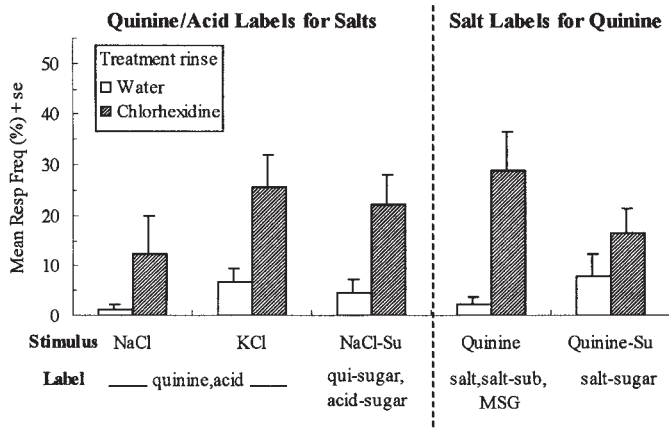 Quinine/Acid Labels for Salts Salt Labels for Quinine
Treatment rinse
Water
Chlorhexidine
Mean Resp Freq (%) + se
50
40
30
20
10
0
Stimulus NaCl KCl NaCl-Su Quinine Quinine-Su
Label quinine,acid qui-sugar, salt,salt-sub, salt-sugar
acid-sugar MSG